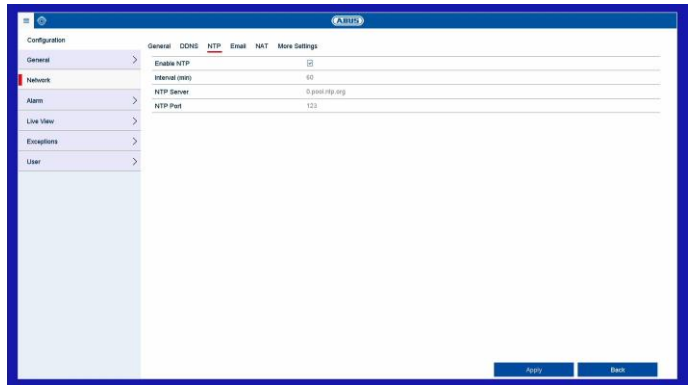 ABUS
Configuration
General DDNS NTP Email NAT More Settings
General
Network
Alarm
Live View
Exceptions
User
Enable NTP
Interval (min) 60
NTP Server 0.pool.ntp.org
NTP Port 123
Apply Back